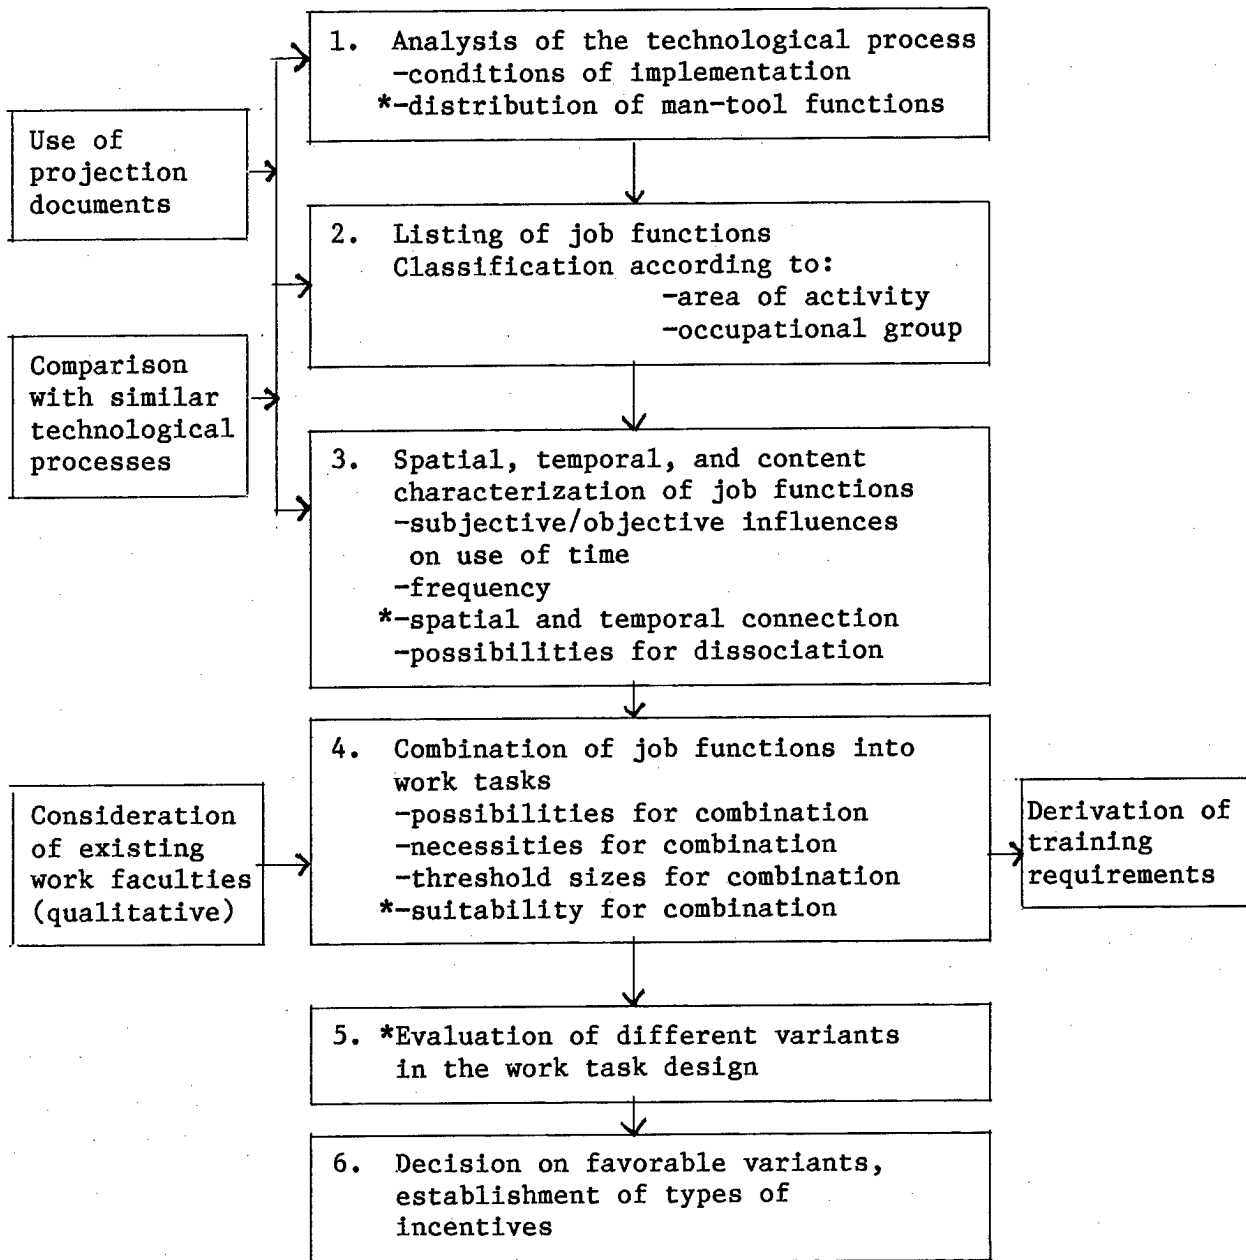 1. Analysis of the technological process
-conditions of implementation
*-distribution of man-tool functions
Use of
projection
documents
2. Listing of job functions
Classification according to:
-area of activity
-occupational group
Comparison
with similar
technological
processes
3. Spatial, temporal, and content
characterization of job functions
-subjective/objective influences
on use of time
-frequency
*-spatial and temporal connection
-possibilities for dissociation
4. Combination of job functions into
work tasks
-possibilities for combination
-necessities for combination
-threshold sizes for combination
*-suitability for combination
Consideration
of existing
work faculties
(qualitative)
Derivation of
training
requirements
5. *Evaluation of different variants
in the work task design
6. Decision on favorable variants,
establishment of types of
incentives